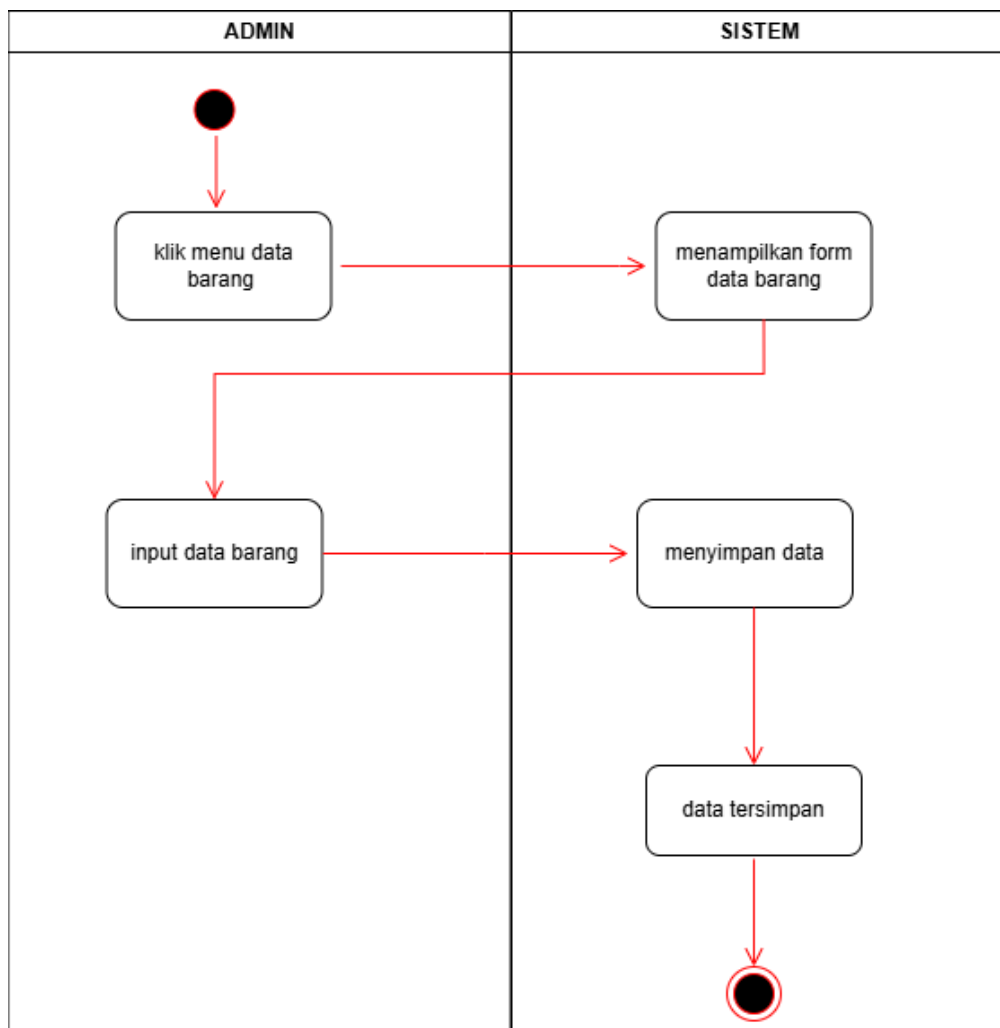 ADMIN
SISTEM
klik menu data
barang
menampilkan form
data barang
input data barang
menyimpan data
data tersimpan